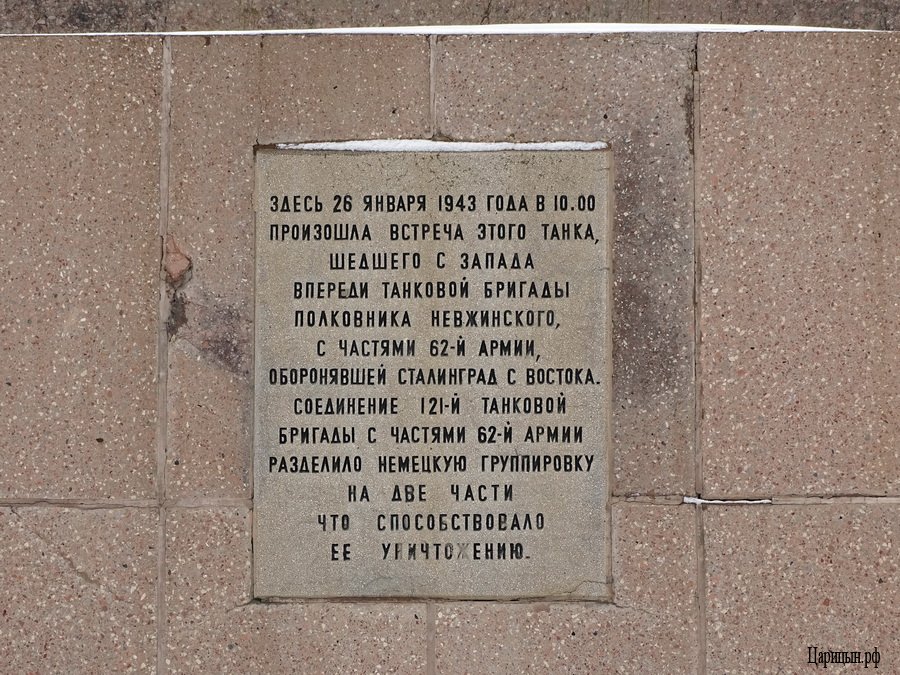 ЗДЕСЬ 26 ЯНВАРЯ 1943 ГОДА В 10.00
ПРОИЗОШЛА ВСТРЕЧА ЭТОГО ТАНКА,
ШЕДШЕГО С ЗАПАДА
ВПЕРЕДИ ТАНКОВОЙ БРИГАДЫ
ПОЛКОВНИКА НЕВЖИНСКОГО,
С ЧАСТЯМИ 62-Й АРМИИ,
ОБОРОНЯВШЕЙ СТАЛИНГРАД С ВОСТОКА.
СОЕДИНЕНИЕ 121-Й ТАНКОВОЙ
БРИГАДЫ С ЧАСТЯМИ 62-Й АРМИИ
РАЗДЕЛИЛО НЕМЕЦКУЮ ГРУППИРОВКУ
НА ДВЕ ЧАСТИ
ЧТО СПОСОБСТВОВАЛО
ЕЕ УНИЧТОЖЕНИЮ.
Царицын.рф